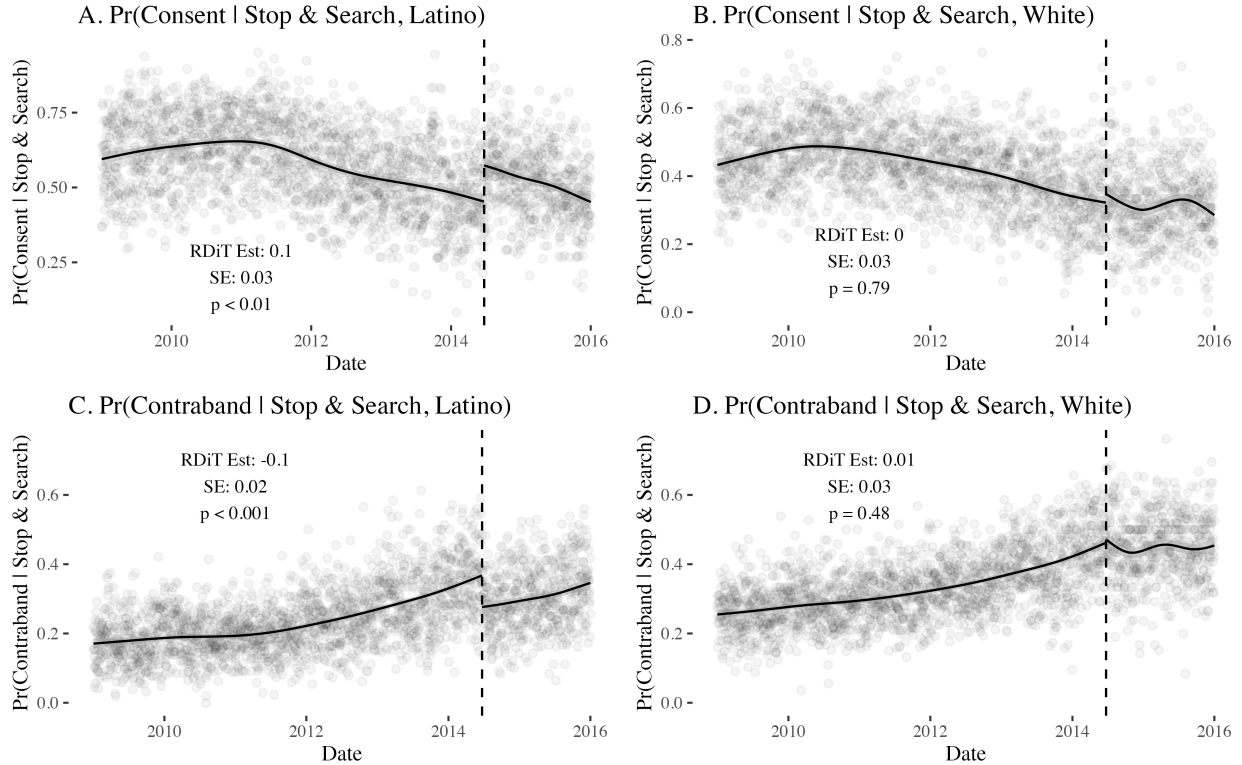 A. Pr(Consent | Stop & Search, Latino)
Pr(Consent | Stop & Search)
0.75
0.50
0.25
RDiT Est: 0.1
SE: 0.03
p < 0.01
2010
2012
2014
2016
Date
B. Pr(Consent | Stop & Search, White)
Pr(Consent | Stop & Search)
0.8
0.6
0.4
0.2
0.0
RDiT Est: 0
SE: 0.03
p = 0.79
2010
2012
2014
2016
Date
C. Pr(Contraband | Stop & Search, Latino)
Pr(Contraband | Stop & Search)
0.6
0.4
0.2
0.0
RDiT Est: -0.1
SE: 0.02
p < 0.001
2010
2012
2014
2016
Date
D. Pr(Contraband | Stop & Search, White)
Pr(Contraband | Stop & Search)
0.6
0.4
0.2
0.0
RDiT Est: 0.01
SE: 0.03
p = 0.48
2010
2012
2014
2016
Date